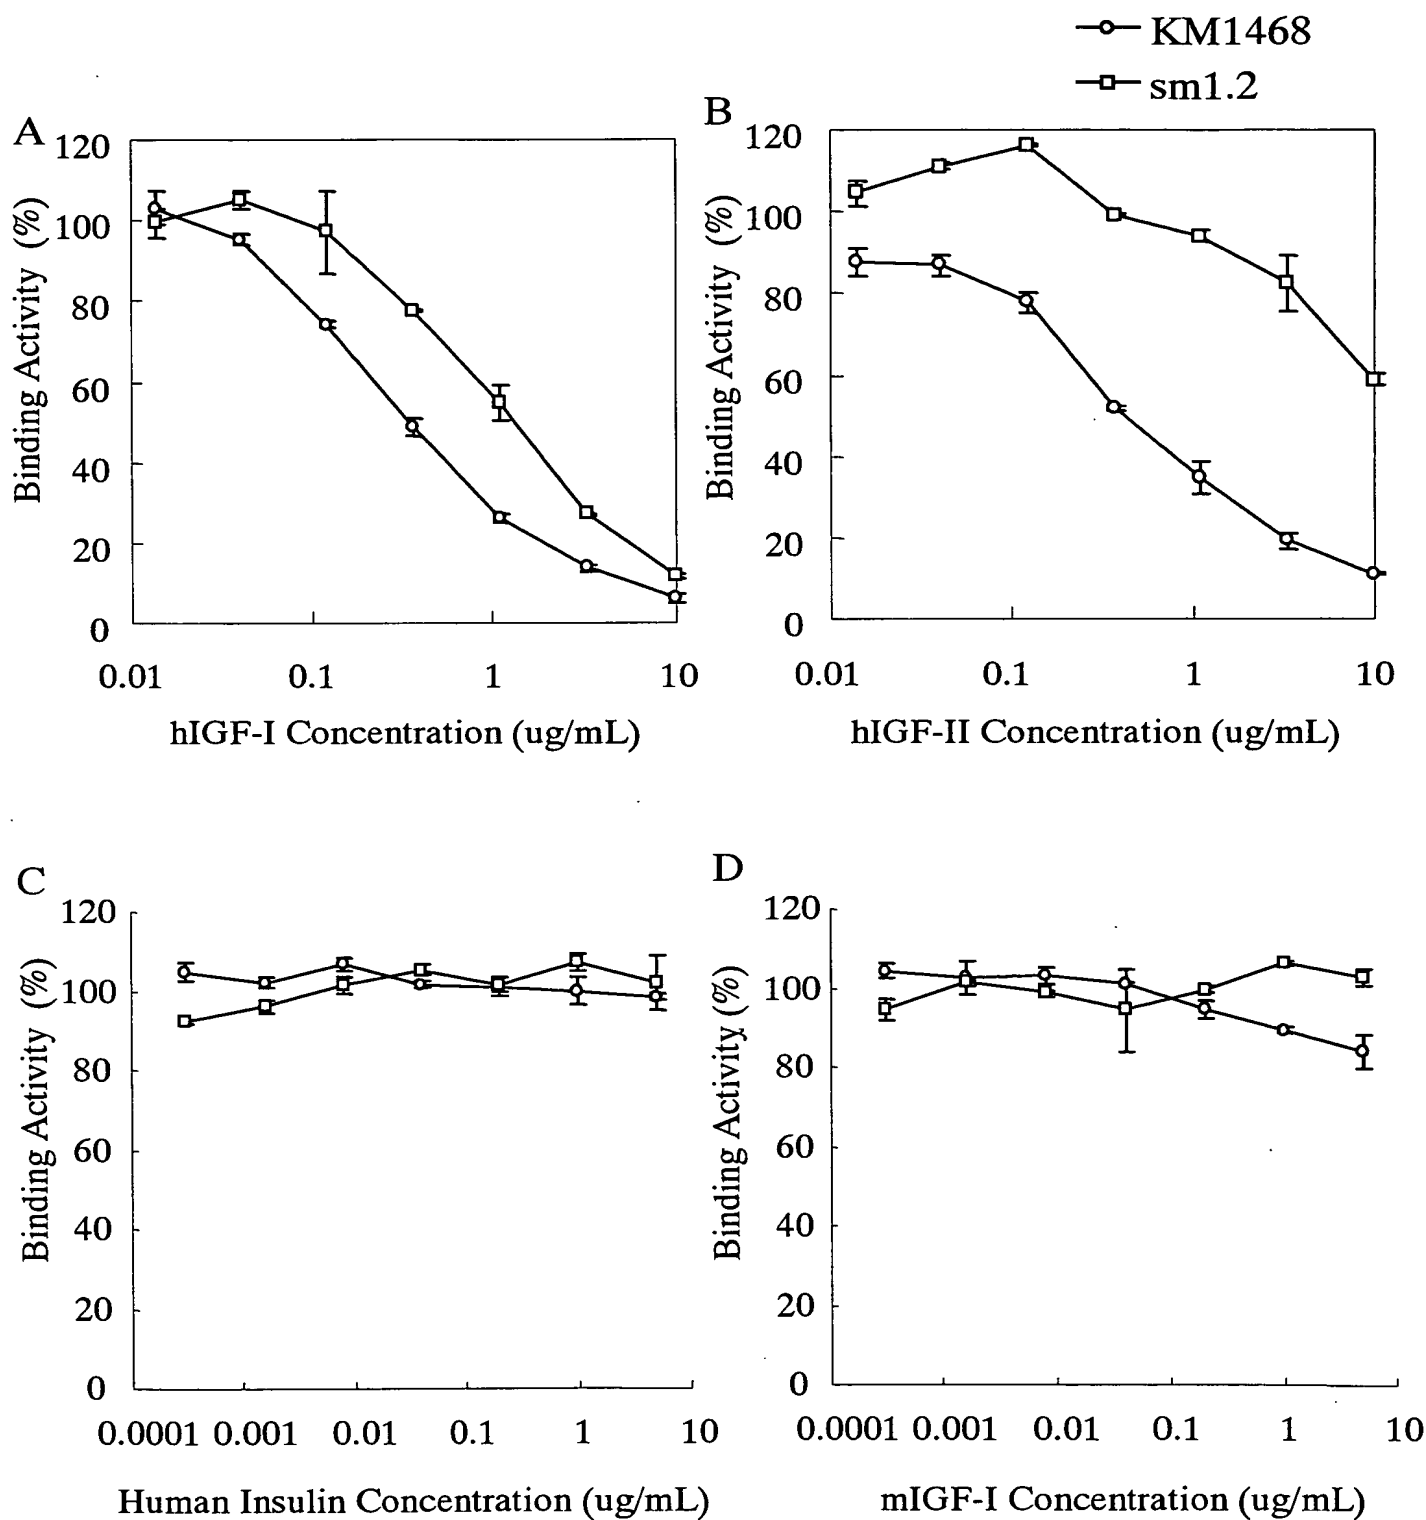 KM1468
sm1.2
A
120
100
80
60
40
20
0
Binding Activity (%)
0.01 0.1 1 10
hIGF-I Concentration (ug/mL)
B
120
100
80
60
40
20
0
Binding Activity (%)
0.01 0.1 1 10
hIGF-II Concentration (ug/mL)
C
120
100
80
60
40
20
0
Binding Activity (%)
0.0001 0.001 0.01 0.1 1 10
Human Insulin Concentration (ug/mL)
D
120
100
80
60
40
20
0
Binding Activity (%)
0.0001 0.001 0.01 0.1 1 10
mIGF-I Concentration (ug/mL)